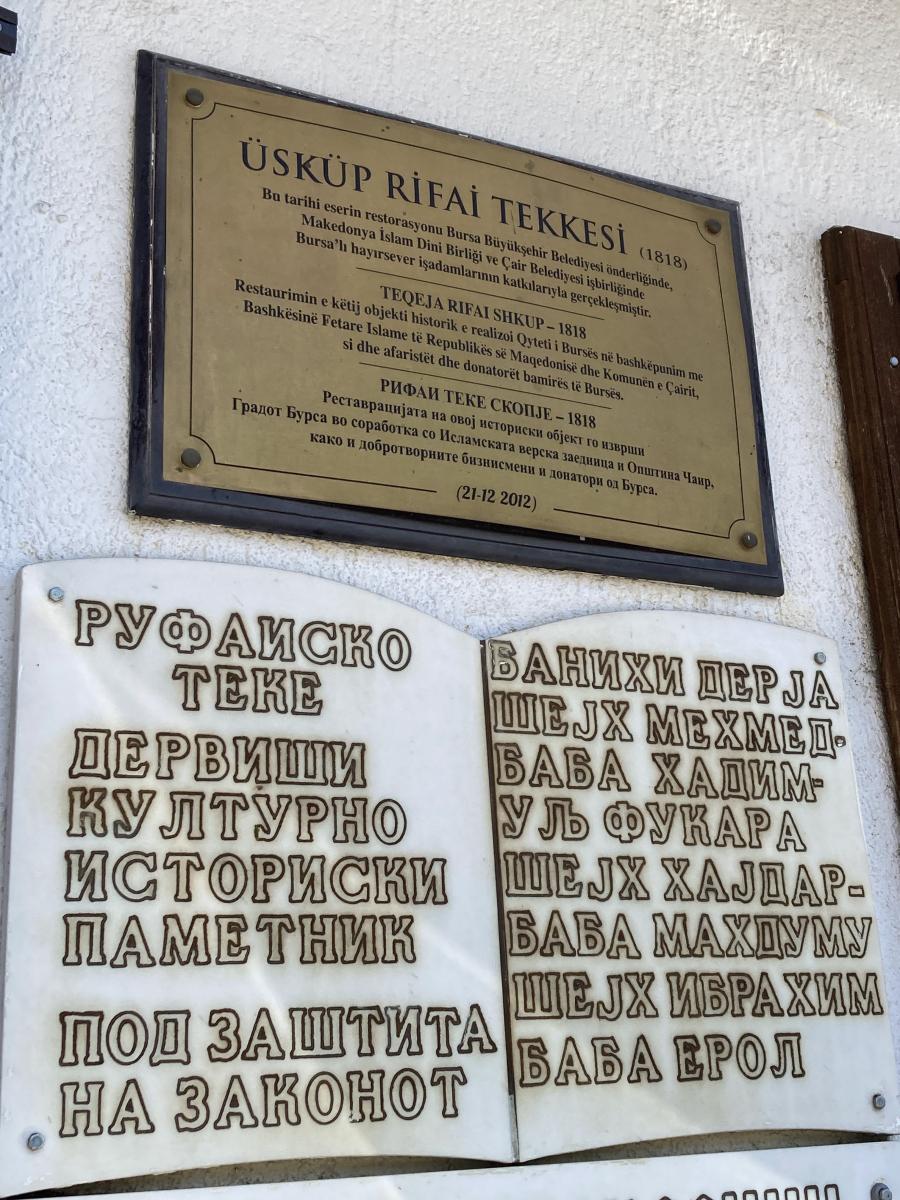 ÜSKÜP RİFAİ TEKKESİ (1818)
Bu tarihi eserin restorasyonu Bursa Büyükşehir Belediyesi önderliğinde,
Makedonya İslam Dini Birliği ve Çair Belediyesi işbirliğinde
Bursa'lı hayırsever işadamlarının katkılarıyla gerçekleşmiştir.
TEQEJA RIFAI SHKUP – 1818
Restaurimin e këtij objekti historik e realizoi Qyteti i Bursës në bashkëpunim me
Bashkësinë Fetare Islame të Republikës së Maqedonisë dhe Komunën e Çairit,
si dhe afaristët dhe donatorët bamirës të Bursës.
РИФАИ ТЕКЕ СКОПЈЕ – 1818
Реставрацијата на овој историски објект го изврши
Градот Бурса во соработка со Исламската верска заедница и Општина Чаир,
како и добротворните бизнисмени и донатори од Бурса.
(21-12 2012)
РУФАИСКО
ТЕКЕ
ДЕРВИШИ
КУЛТУРНО
ИСТОРИСКИ
ПАМЕТНИК
ПОД ЗАШТИТА
НА ЗАКОНОТ
БАНИХИ ДЕРЈА
ШЕЈХ МЕХМЕД-
БАБА ХАДИМ-
УЉ ФУКАРА
ШЕЈХ ХАЈДАР-
БАБА МАХДУМУ
ШЕЈХ ИБРАХИМ
БАБА ЕРОЛ